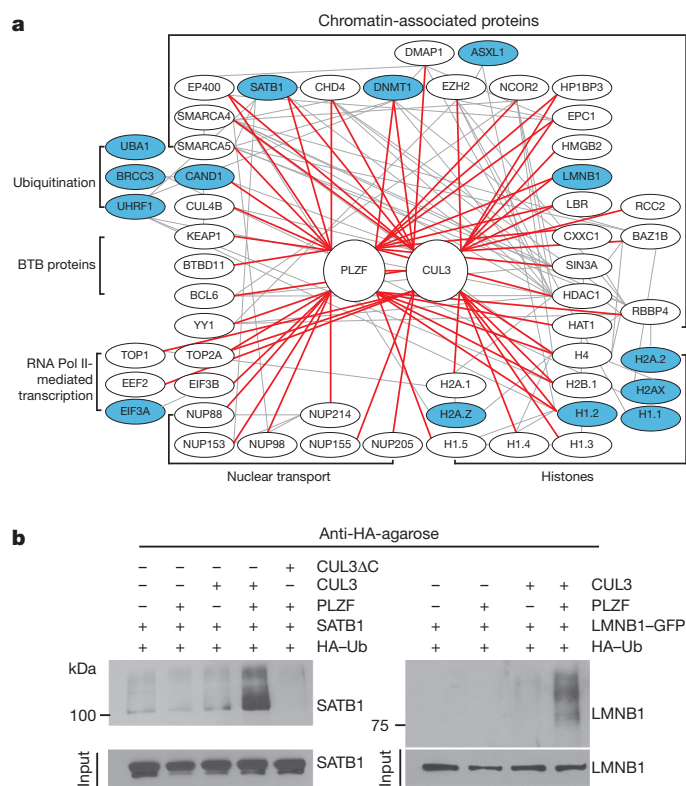 a
Chromatin-associated proteins
DMAP1 ASXL1
EP400 SATB1 CHD4 DNMT1 EZH2 NCOR2 HP1BP3
SMARCA4 EPC1
UBA1 SMARCA5 HMGB2
Ubiquitination BRCC3 CAND1 LMNB1
UHRF1 CUL4B LBR RCC2
KEAP1 CXXC1 BAZ1B
BTB proteins BTBD11 PLZF CUL3 SIN3A
BCL6 HDAC1 RBBP4
YY1 HAT1
RNA Pol II-
mediated
transcription
TOP1 TOP2A H4 H2A.2
EEF2 EIF3B H2A.1 H2B.1 H2AX
EIF3A NUP88 NUP214 H2A.Z H1.2 H1.1
NUP153 NUP98 NUP155 NUP205 H1.5 H1.4 H1.3
Nuclear transport Histones
b
Anti-HA-agarose
– – – – + CUL3ΔC
– – + + – CUL3
– + – + + PLZF
+ + + + + SATB1
+ + + + + HA–Ub
kDa
100
SATB1
Input
SATB1
– – + + CUL3
– + – + PLZF
+ + + + LMNB1–GFP
+ + + + HA–Ub
75
LMNB1
Input
LMNB1